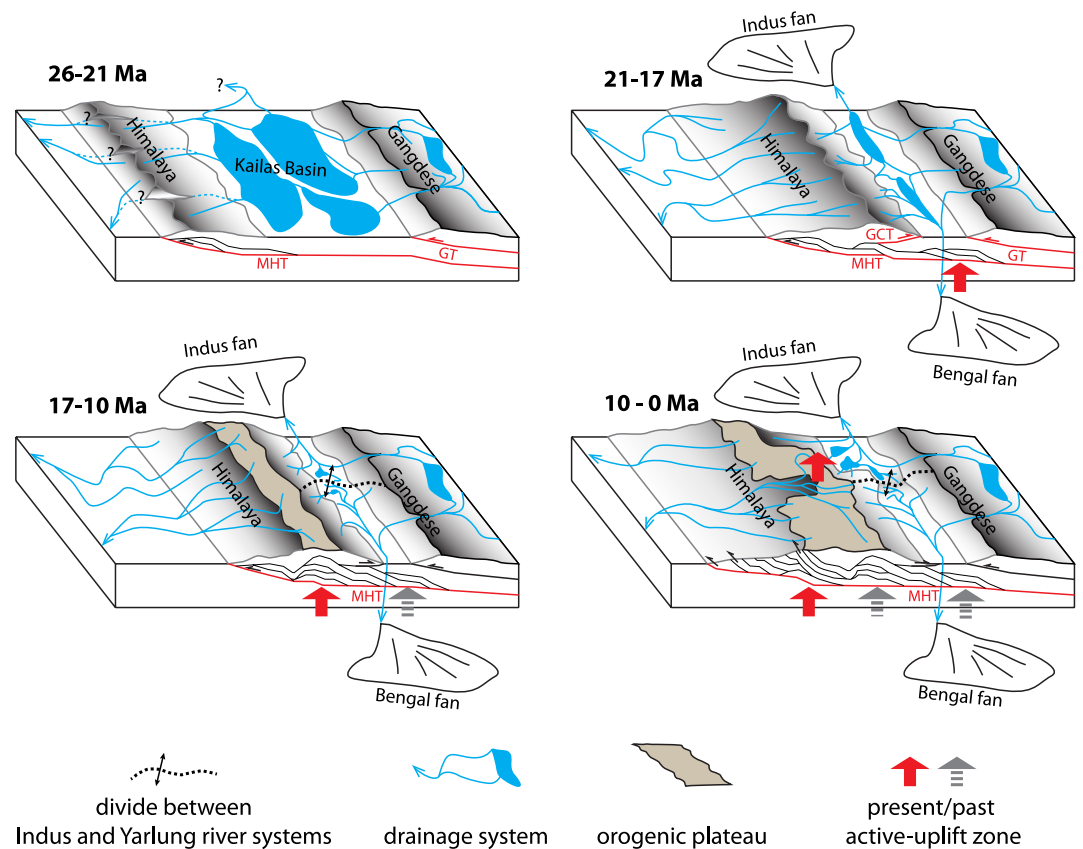 26-21 Ma
?
?
?
?
Himalaya
Kailas Basin
Gangdese
MHT
GT
Indus fan
21-17 Ma
Himalaya
Gangdese
GCT
MHT
GT
Bengal fan
Indus fan
17-10 Ma
Himalaya
Gangdese
MHT
Bengal fan
Indus fan
10 - 0 Ma
Himalaya
Gangdese
MHT
Bengal fan
divide between
Indus and Yarlung river systems
drainage system
orogenic plateau
present/past
active-uplift zone